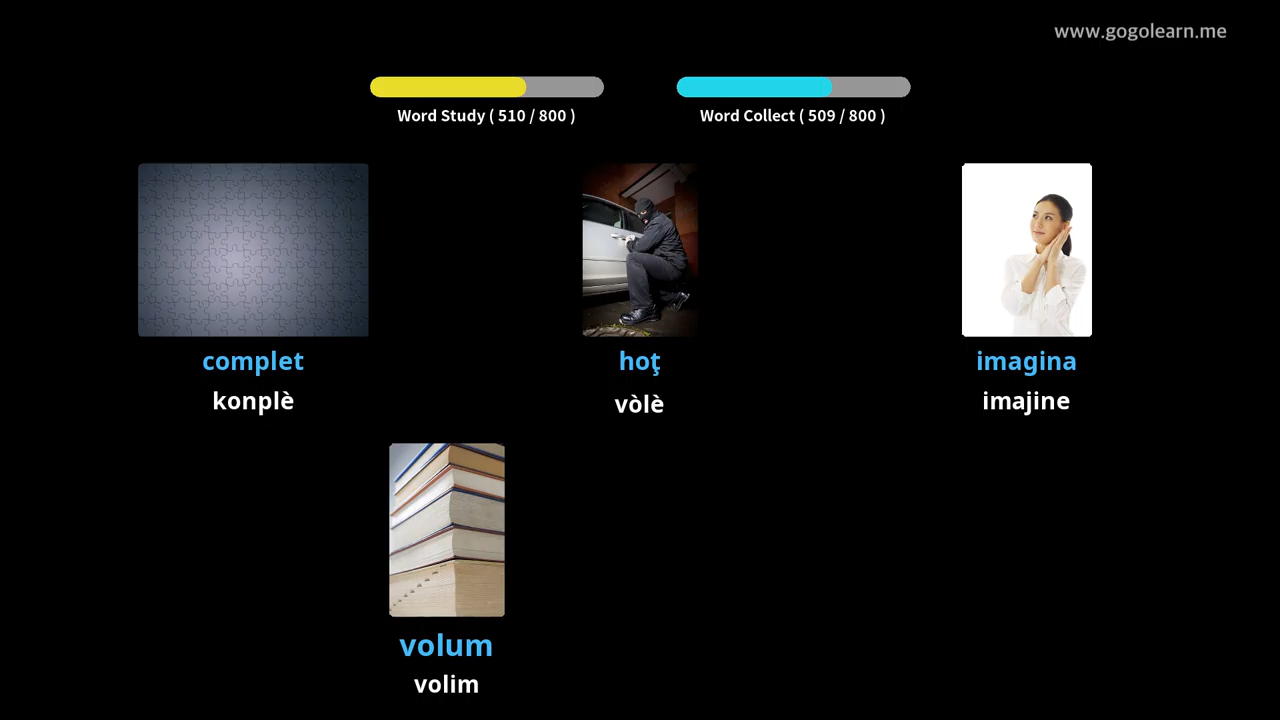 www.gogolearn.me
Word Study ( 510 / 800 )
Word Collect ( 509 / 800 )
complet
konplè
hoţ
vòlè
imagina
imajine
volum
volim